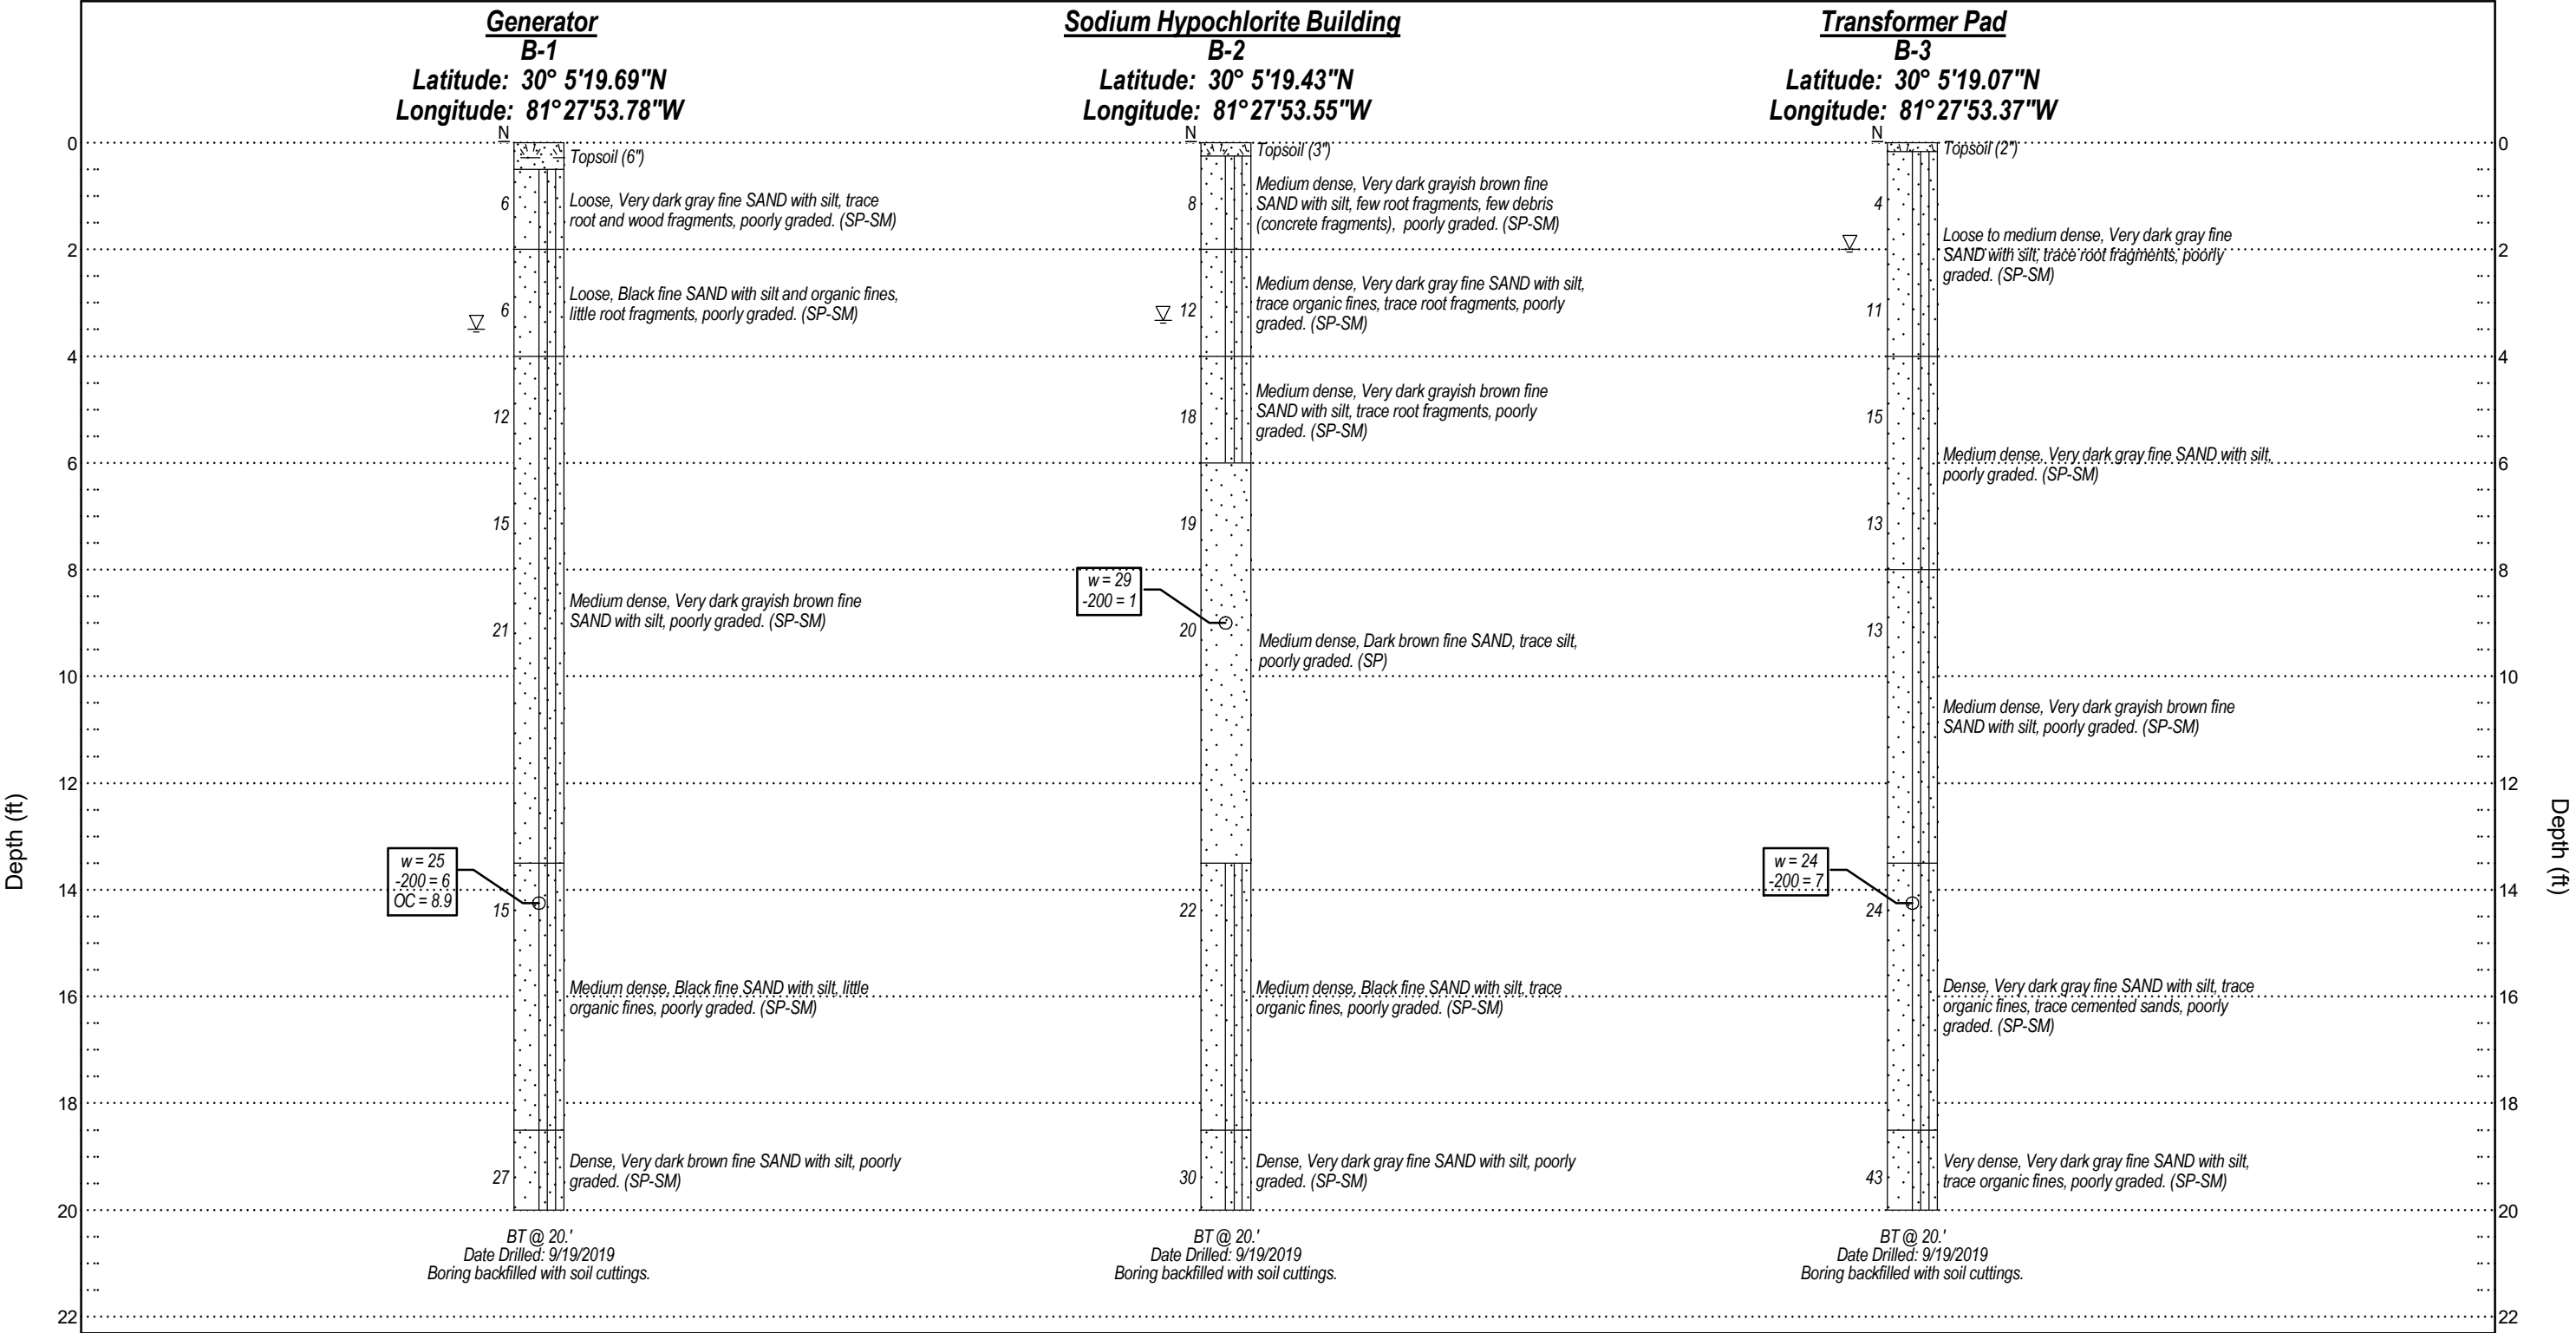 Generator
B-1
Latitude: 30° 5'19.69"N
Longitude: 81°27'53.78"W
N
Topsoil (6")
6
Loose, Very dark gray fine SAND with silt, trace
root and wood fragments, poorly graded. (SP-SM)
6
Loose, Black fine SAND with silt and organic fines,
little root fragments, poorly graded. (SP-SM)
12
15
21
Medium dense, Very dark grayish brown fine
SAND with silt, poorly graded. (SP-SM)
w = 25
-200 = 6
OC = 8.9
15
Medium dense, Black fine SAND with silt, little
organic fines, poorly graded. (SP-SM)
27
Dense, Very dark brown fine SAND with silt, poorly
graded. (SP-SM)
BT @ 20.'
Date Drilled: 9/19/2019
Boring backfilled with soil cuttings.
Sodium Hypochlorite Building
B-2
Latitude: 30° 5'19.43"N
Longitude: 81°27'53.55"W
N
Topsoil (3")
8
Medium dense, Very dark grayish brown fine
SAND with silt, few root fragments, few debris
(concrete fragments), poorly graded. (SP-SM)
12
Medium dense, Very dark gray fine SAND with silt,
trace organic fines, trace root fragments, poorly
graded. (SP-SM)
18
Medium dense, Very dark grayish brown fine
SAND with silt, trace root fragments, poorly
graded. (SP-SM)
19
w = 29
-200 = 1
20
Medium dense, Dark brown fine SAND, trace silt,
poorly graded. (SP)
22
Medium dense, Black fine SAND with silt, trace
organic fines, poorly graded. (SP-SM)
30
Dense, Very dark gray fine SAND with silt, poorly
graded. (SP-SM)
BT @ 20.'
Date Drilled: 9/19/2019
Boring backfilled with soil cuttings.
Transformer Pad
B-3
Latitude: 30° 5'19.07"N
Longitude: 81°27'53.37"W
N
Topsoil (2")
4
Loose to medium dense, Very dark gray fine
SAND with silt, trace root fragments, poorly
graded. (SP-SM)
11
15
Medium dense, Very dark gray fine SAND with silt,
poorly graded. (SP-SM)
13
13
Medium dense, Very dark grayish brown fine
SAND with silt, poorly graded. (SP-SM)
w = 24
-200 = 7
24
Dense, Very dark gray fine SAND with silt, trace
organic fines, trace cemented sands, poorly
graded. (SP-SM)
43
Very dense, Very dark gray fine SAND with silt,
trace organic fines, poorly graded. (SP-SM)
BT @ 20.'
Date Drilled: 9/19/2019
Boring backfilled with soil cuttings.
Depth (ft)
0
2
4
6
8
10
12
14
16
18
20
22
Depth (ft)
0
2
4
6
8
10
12
14
16
18
20
22